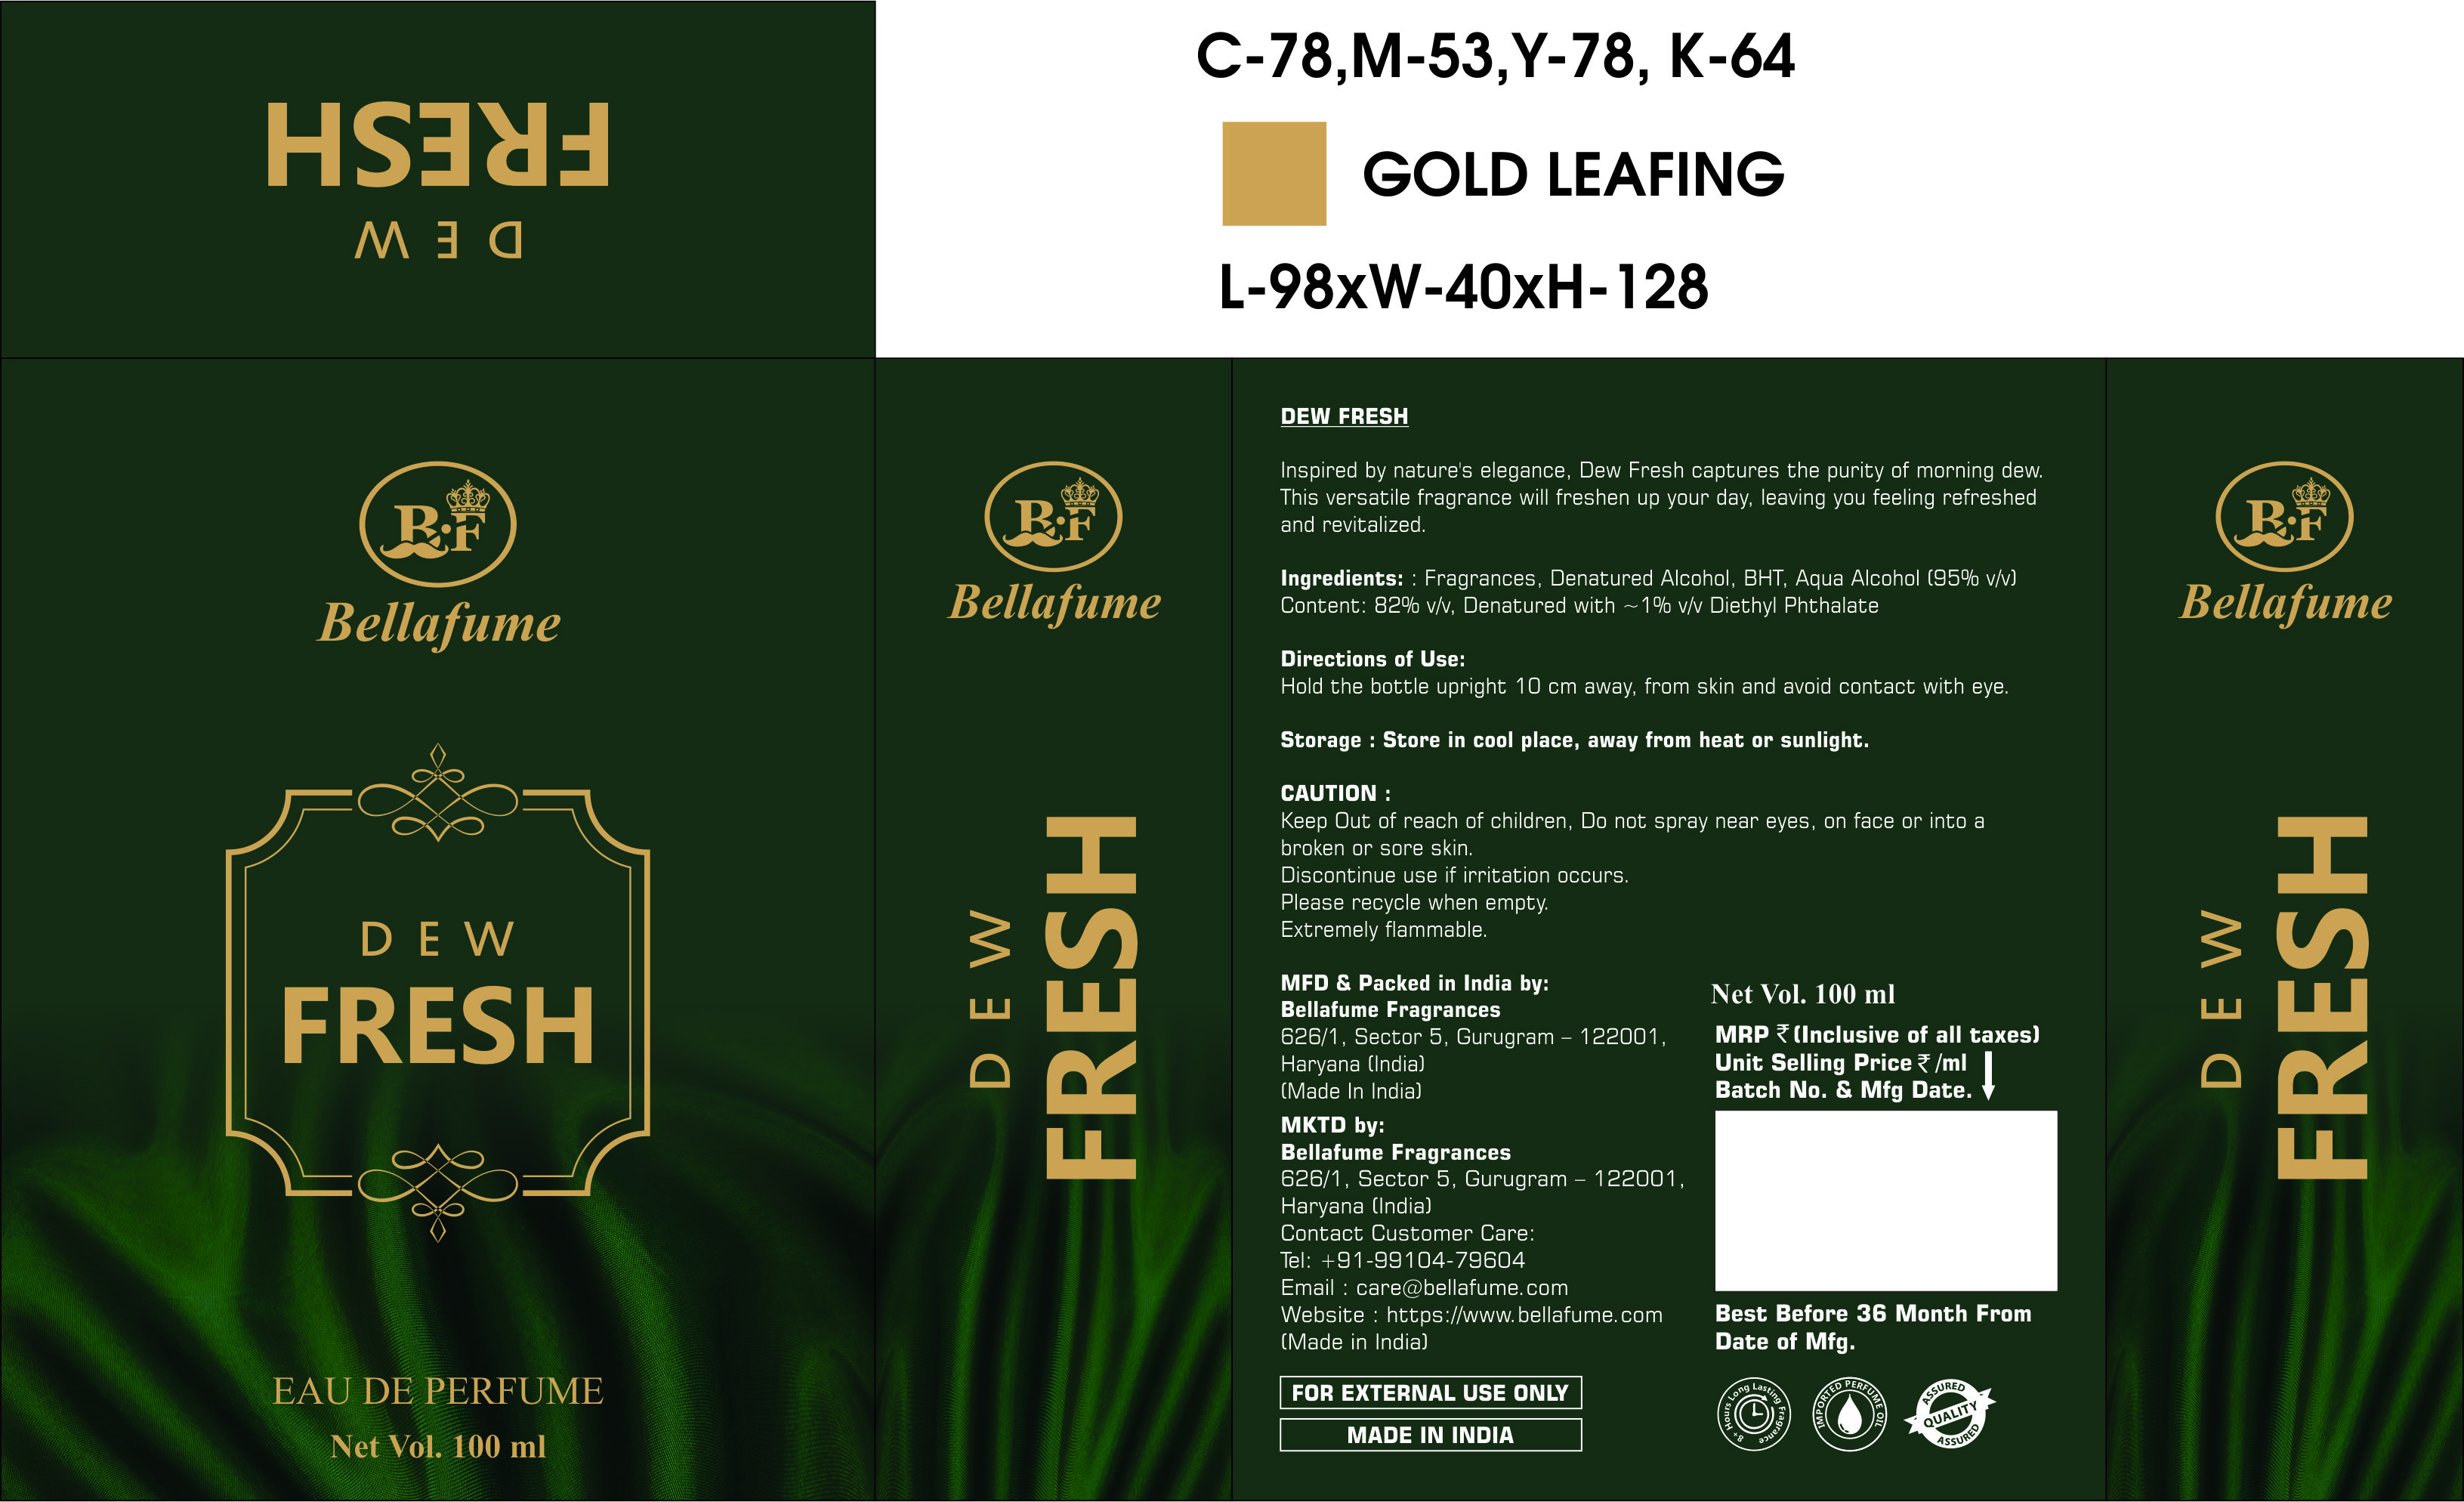 C-78,M-53,Y-78, K-64
GOLD LEAFING
L-98xW-40xH-128
DEW
FRESH
B.F
Bellafume
DEW
FRESH
EAU DE PERFUME
Net Vol. 100 ml
B.F
Bellafume
DEW
FRESH
DEW FRESH
Inspired by nature's elegance, Dew Fresh captures the purity of morning dew.
This versatile fragrance will freshen up your day, leaving you feeling refreshed
and revitalized.
Ingredients: : Fragrances, Denatured Alcohol, BHT, Aqua Alcohol (95% v/v)
Content: 82% v/v, Denatured with ~1% v/v Diethyl Phthalate
Directions of Use:
Hold the bottle upright 10 cm away, from skin and avoid contact with eye.
Storage : Store in cool place, away from heat or sunlight.
CAUTION :
Keep Out of reach of children, Do not spray near eyes, on face or into a
broken or sore skin.
Discontinue use if irritation occurs.
Please recycle when empty.
Extremely flammable.
MFD & Packed in India by:
Bellafume Fragrances
626/1, Sector 5, Gurugram – 122001,
Haryana (India)
(Made In India)
MKTD by:
Bellafume Fragrances
626/1, Sector 5, Gurugram – 122001,
Haryana (India)
Contact Customer Care:
Tel: +91-99104-79604
Email : care@bellafume.com
Website : https://www.bellafume.com
(Made in India)
FOR EXTERNAL USE ONLY
MADE IN INDIA
Net Vol. 100 ml
MRP ₹ (Inclusive of all taxes)
Unit Selling Price ₹ /ml
Batch No. & Mfg Date.
Best Before 36 Month From
Date of Mfg.
8+ Hours Long Lasting Fragrance
IMPORTED PERFUME OIL
ASSURED
QUALITY
ASSURED
B.F
Bellafume
DEW
FRESH